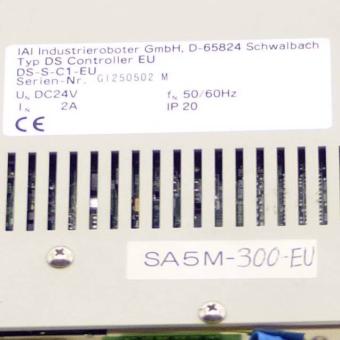 IAI Industrieroboter GmbH, D-65824 Schwalbach
Typ DS Controller EU
DS-S-C1-EU
Serien-Nr. GI250502 M
UN DC24V fN 50/60Hz
IN 2A IP 20
CE
SA5M-300-EU